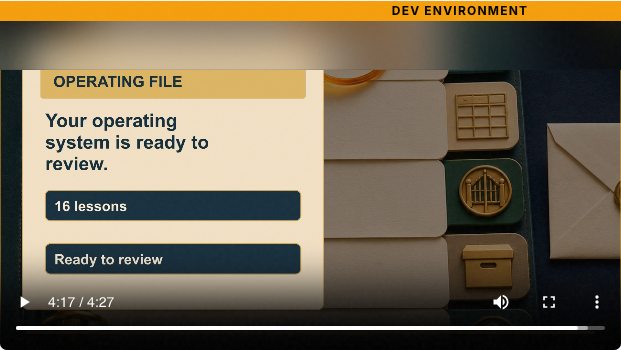 DEV ENVIRONMENT
OPERATING FILE
Your operating
system is ready to
review.
16 lessons
Ready to review
4:17 / 4:27